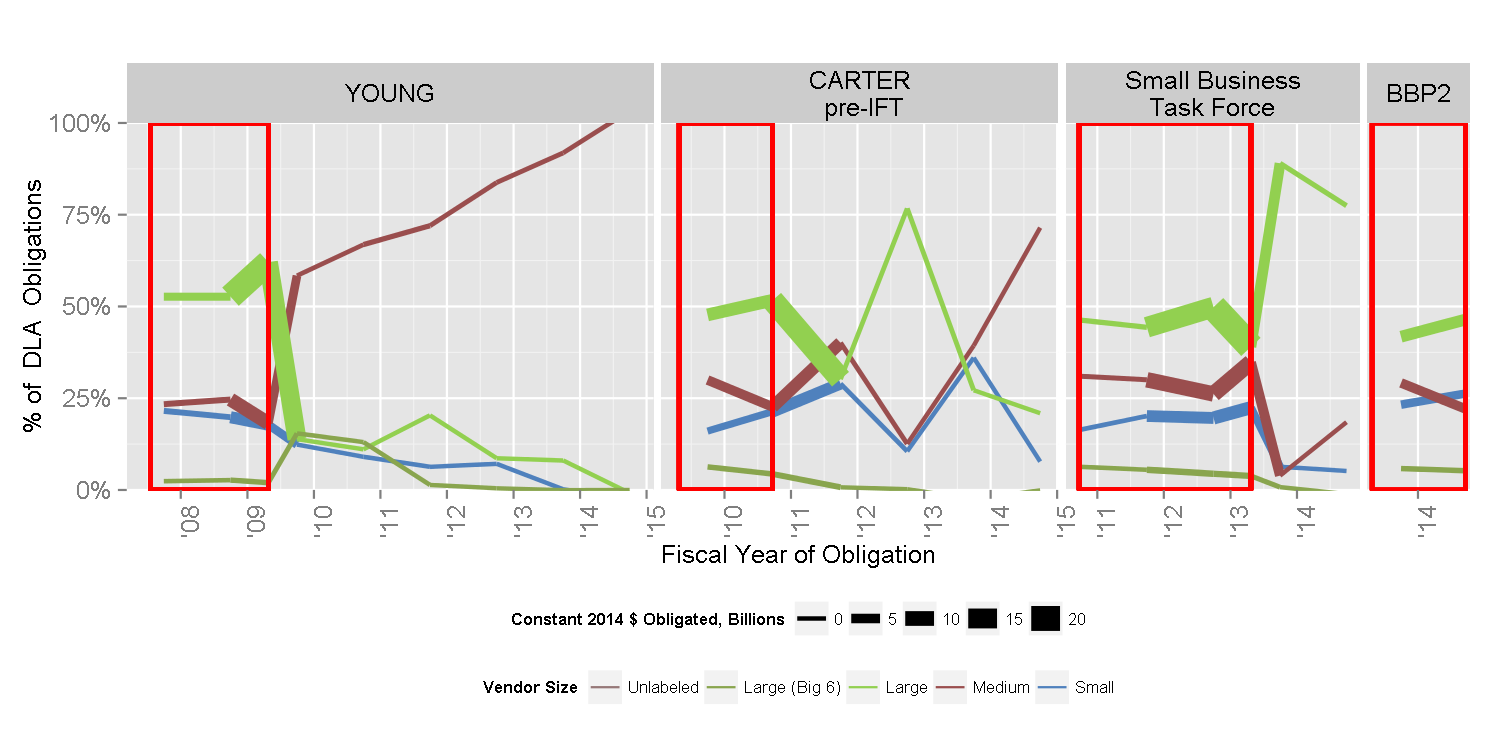 YOUNG
CARTER
pre-IFT
Small Business
Task Force
BBP2
100%
75%
50%
25%
0%
% of DLA Obligations
'08
'09
'10
'11
'12
'13
'14
'15
'10
'11
'12
'13
'14
'15
'11
'12
'13
'14
'14
Fiscal Year of Obligation
Constant 2014 $ Obligated, Billions 0 5 10 15 20
Vendor Size Unlabeled Large (Big 6) Large Medium Small